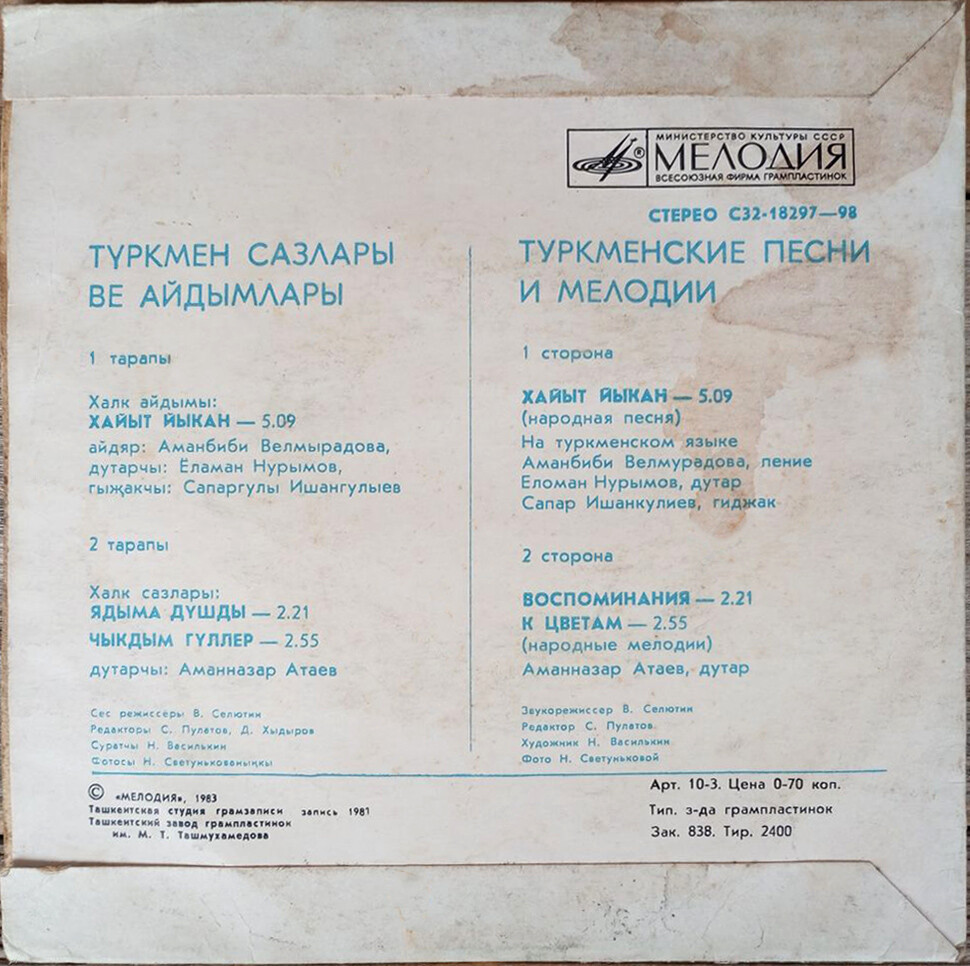 МИНИСТЕРСТВО КУЛЬТУРЫ СССР
® МЕЛОДИЯ
ВСЕСОЮЗНАЯ ФИРМА ГРАМПЛАСТИНОК
СТЕРЕО С32-18297—98
ТҮРКМЕН САЗЛАРЫ
ВЕ АЙДЫМЛАРЫ
1 тарапы
Халк айдымы:
ХАЙЫТ ЙЫКАН — 5.09
айдяр: Аманбиби Велмырадова,
дутарчы: Ёламан Нурымов,
гыҗакчы: Сапаргулы Ишангулыев
2 тарапы
Халк сазлары:
ЯДЫМА ДҮШДЫ — 2.21
ЧЫКДЫМ ГҮЛЛЕР — 2.55
дутарчы: Аманназар Атаев
Сес режиссёры В. Селютин
Редакторы С. Пулатов, Д. Хыдыров
Суратчы Н. Василькин
Фотосы Н. Светунькованыңкы
ТУРКМЕНСКИЕ ПЕСНИ
И МЕЛОДИИ
1 сторона
ХАЙЫТ ЙЫКАН — 5.09
(народная песня)
На туркменском языке
Аманбиби Велмурадова, пение
Еломан Нурымов, дутар
Сапар Ишанкулиев, гиджак
2 сторона
ВОСПОМИНАНИЯ — 2.21
К ЦВЕТАМ — 2.55
(народные мелодии)
Аманназар Атаев, дутар
Звукорежиссер В. Селютин
Редактор С. Пулатов
Художник Н. Василькин
Фото Н. Светуньковой
© «МЕЛОДИЯ», 1983
Ташкентская студия грамзаписи запись 1981
Ташкентский завод грампластинок
им. М. Т. Ташмухамедова
Арт. 10-3. Цена 0-70 коп.
Тип. з-да грампластинок
Зак. 838. Тир. 2400